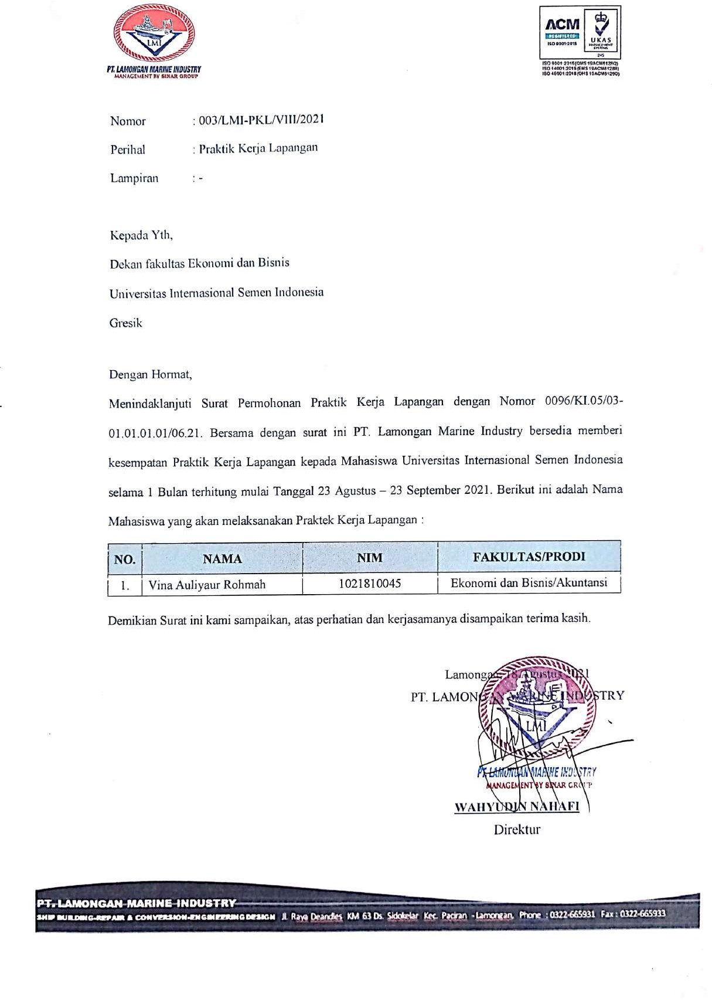 LMI
PT. LAMONGAN MARINE INDUSTRY
MANAGEMENT BY SINAR GROUP
ACM
REGISTERED
ISO 9001:2015
UKAS
MANAGEMENT
SYSTEMS
245
ISO 9001:2015(QMS 19ACM8128Q)
ISO 14001:2015(EMS 19ACM8128R)
ISO 45001:2018(OHS 19ACM8129O)
Nomor : 003/LMI-PKL/VIII/2021
Perihal : Praktik Kerja Lapangan
Lampiran : -
Kepada Yth,
Dekan fakultas Ekonomi dan Bisnis
Universitas Internasional Semen Indonesia
Gresik
Dengan Hormat,
Menindaklanjuti Surat Permohonan Praktik Kerja Lapangan dengan Nomor 0096/KI.05/03-
01.01.01.01/06.21. Bersama dengan surat ini PT. Lamongan Marine Industry bersedia memberi
kesempatan Praktik Kerja Lapangan kepada Mahasiswa Universitas Internasional Semen Indonesia
selama 1 Bulan terhitung mulai Tanggal 23 Agustus – 23 September 2021. Berikut ini adalah Nama
Mahasiswa yang akan melaksanakan Praktek Kerja Lapangan :
NO. NAMA NIM FAKULTAS/PRODI
1. Vina Auliyaur Rohmah 1021810045 Ekonomi dan Bisnis/Akuntansi
Demikian Surat ini kami sampaikan, atas perhatian dan kerjasamanya disampaikan terima kasih.
Lamongan, 18 Agustus 2021
PT. LAMONGAN MARINE INDUSTRY
LMI
PT. LAMONGAN MARINE INDUSTRY
MANAGEMENT BY SINAR GROUP
WAHYUDIN NAHAFI
Direktur
PT. LAMONGAN MARINE INDUSTRY
SHIP BUILDING-REPAIR & CONVERSION-ENGINEERING DESIGN Jl. Raya Deandles KM 63 Ds. Sidokelar Kec. Paciran - Lamongan, Phone : 0322-665931 Fax : 0322-665933